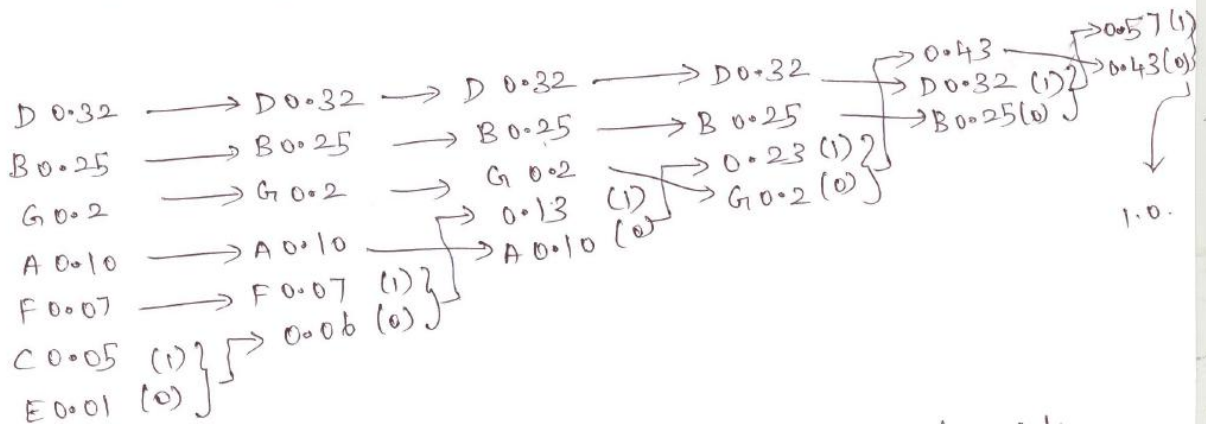 D 0.32 → D 0.32 → D 0.32 → D 0.32 → 0.43 → 0.57 (1)
B 0.25 → B 0.25 → B 0.25 → B 0.25 → D 0.32 (1) 0.43 (0)
G 0.2 → G 0.2 → G 0.2 → 0.23 (1) B 0.25 (0)
A 0.10 → A 0.10 0.13 (1) G 0.2 (0) 1.0.
F 0.07 → F 0.07 (1) A 0.10 (0)
C 0.05 (1) 0.06 (0)
E 0.01 (0)